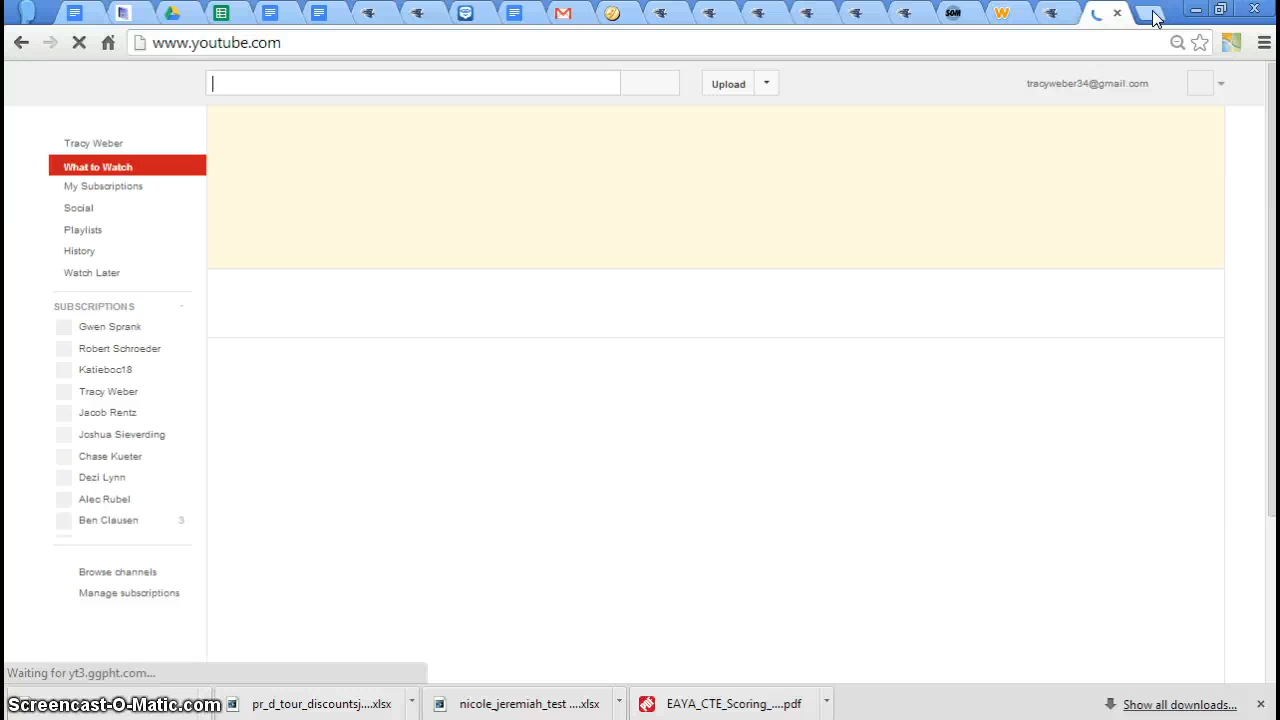 SOM
www.youtube.com
Upload
tracyweber34@gmail.com
Tracy Weber
What to Watch
My Subscriptions
Social
Playlists
History
Watch Later
SUBSCRIPTIONS -
Gwen Sprank
Robert Schroeder
Katieboc18
Tracy Weber
Jacob Rentz
Joshua Sieverding
Chase Kueter
Dezi Lynn
Alec Rubel
Ben Clausen 3
Browse channels
Manage subscriptions
Waiting for yt3.ggpht.com...
Screencast-O-Matic.com
pr_d_tour_discountsj....xlsx
nicole_jeremiah_test ....xlsx
EAYA_CTE_Scoring_....pdf
Show all downloads...